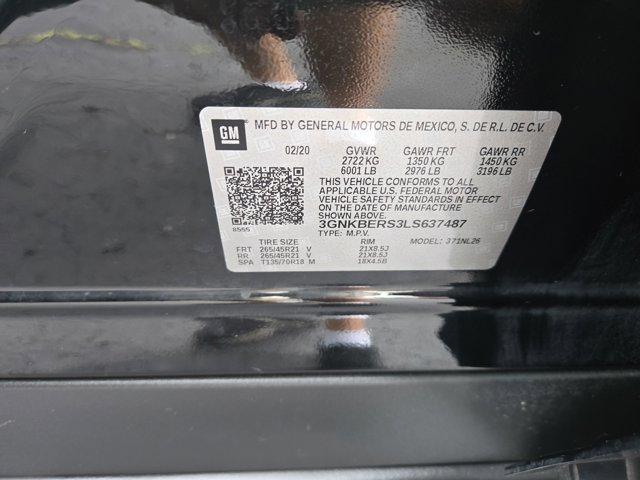 GM ® MFD BY GENERAL MOTORS DE MEXICO, S. DE R.L. DE C.V.
02/20 GVWR GAWR FRT GAWR RR
2722 KG 1350 KG 1450 KG
6001 LB 2976 LB 3196 LB
THIS VEHICLE CONFORMS TO ALL
APPLICABLE U.S. FEDERAL MOTOR
VEHICLE SAFETY STANDARDS IN EFFECT
ON THE DATE OF MANUFACTURE
SHOWN ABOVE.
3GNKBERS3LS637487
8555 TYPE: M.P.V.
TIRE SIZE RIM MODEL: 371NL26
FRT 265/45R21 V 21X8.5J
RR 265/45R21 V 21X8.5J
SPA T135/70R18 M 18X4.5B